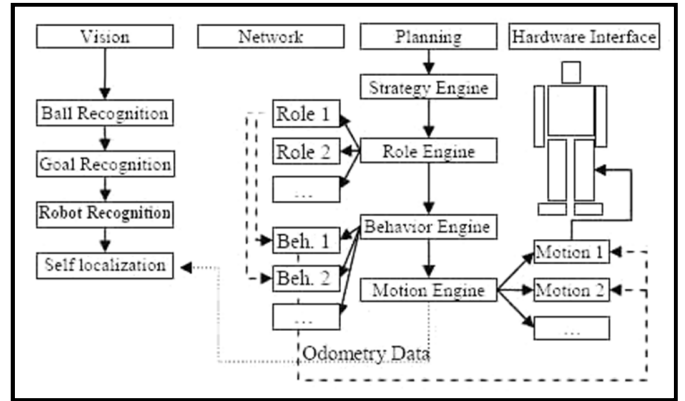 Vision
Network
Planning
Hardware Interface
Strategy Engine
Ball Recognition
Role 1
Goal Recognition
Role 2
Role Engine
...
Robot Recognition
Behavior Engine
Beh. 1
Motion 1
Self localization
Beh. 2
Motion Engine
Motion 2
...
...
Odometry Data